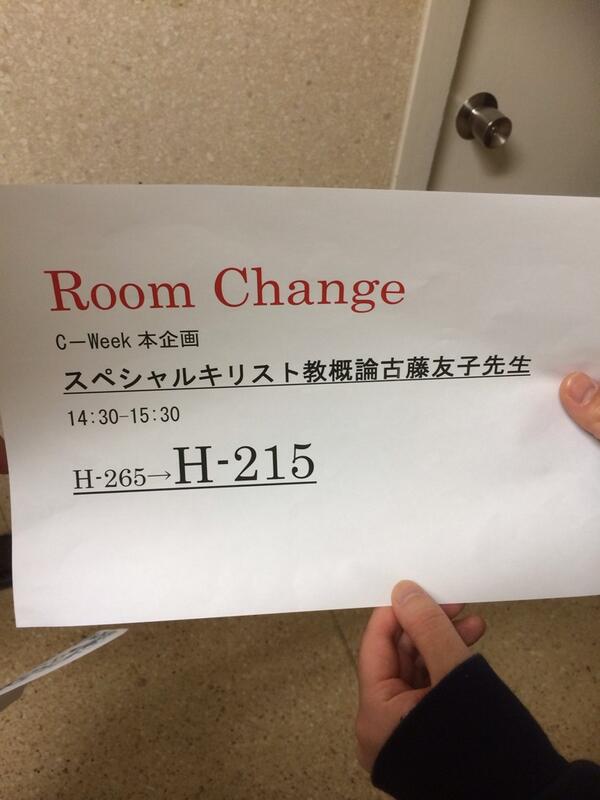 Room Change
C－Week 本企画
スペシャルキリスト教概論古藤友子先生
14:30-15:30
H-265→H-215